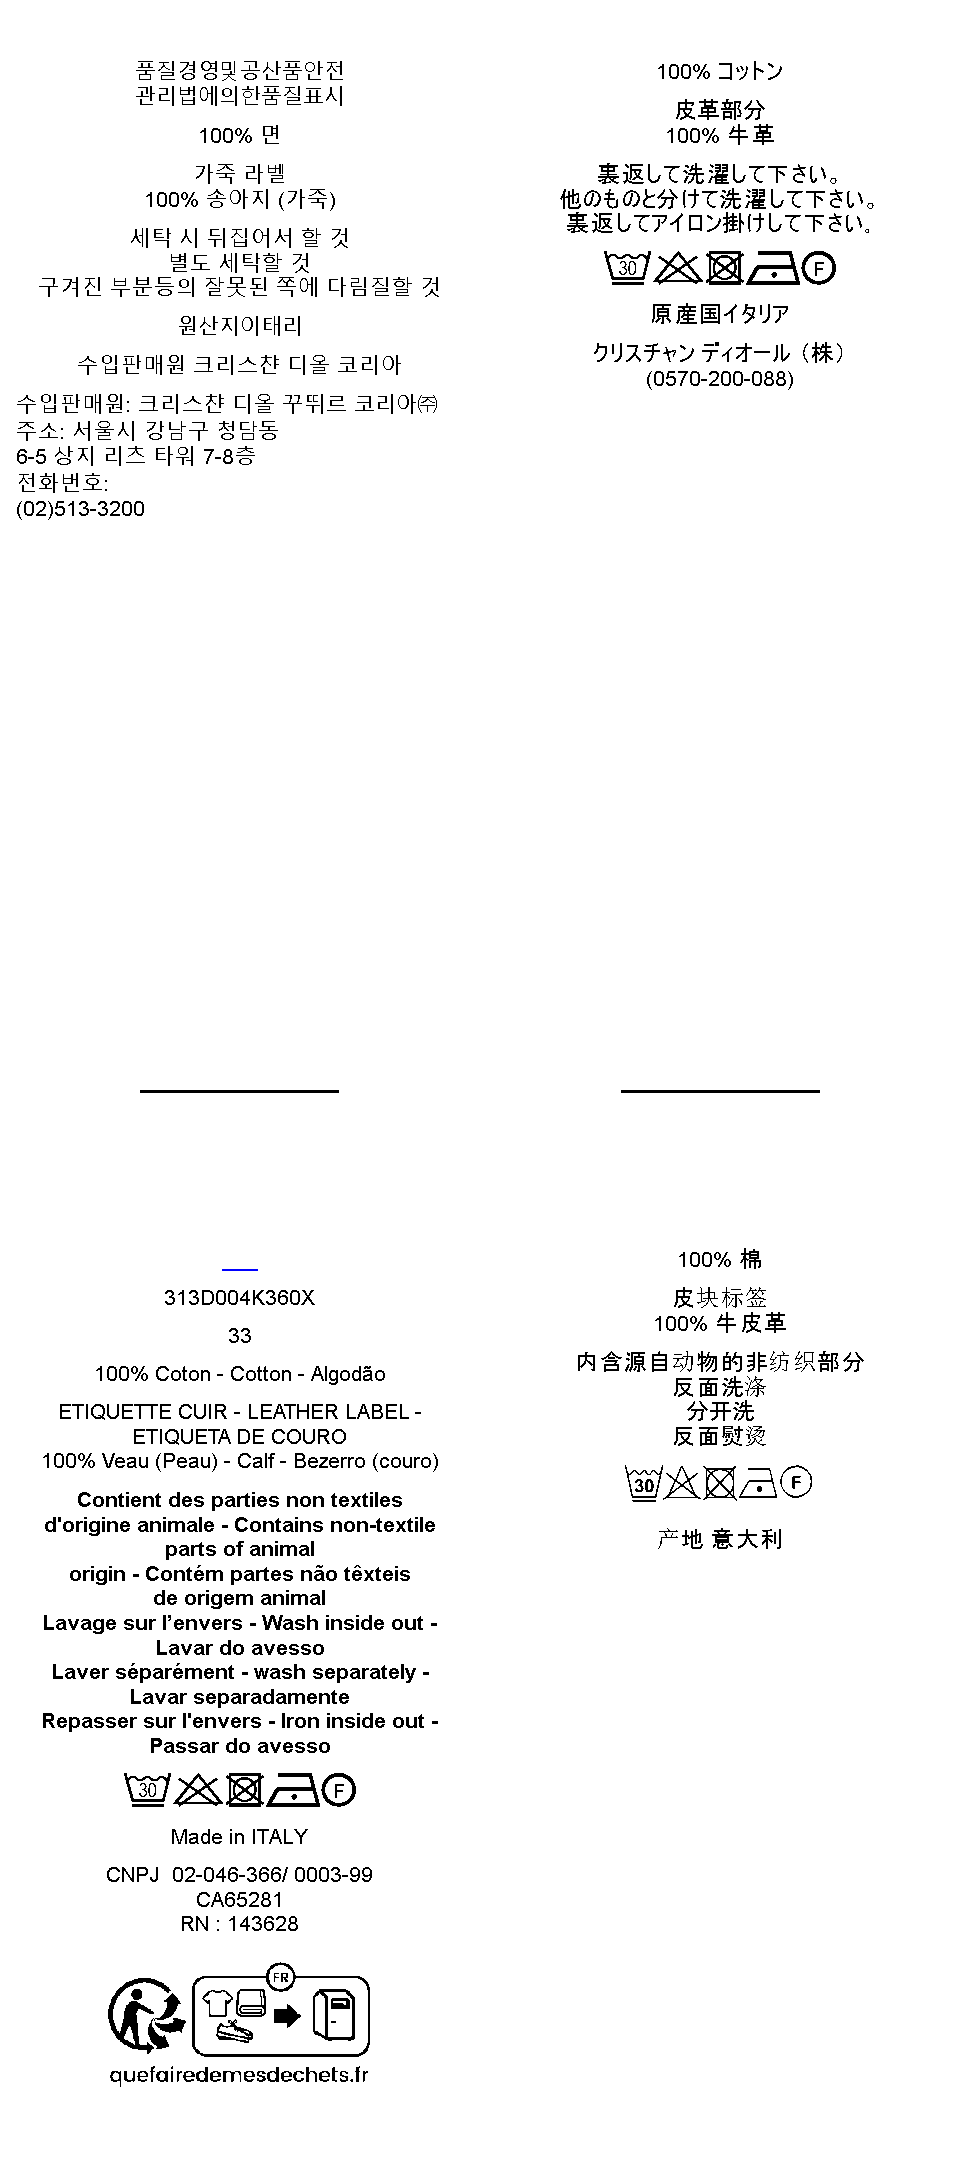 품질경영및공산품안전
관리법에의한품질표시
100% 면
가죽 라벨
100% 송아지 (가죽)
세탁 시 뒤집어서 할 것
별도 세탁할 것
구겨진 부분등의 잘못된 쪽에 다림질할 것
원산지이태리
수입판매원 크리스챤 디올 코리아
수입판매원: 크리스챤 디올 꾸뛰르 코리아㈜
주소: 서울시 강남구 청담동
6-5 상지 리츠 타워 7-8층
전화번호:
(02)513-3200
100% コットン
皮革部分
100% 牛革
裏返して洗濯して下さい。
他のものと分けて洗濯して下さい。
裏返してアイロン掛けして下さい。
30 F
原産国イタリア
クリスチャン ディオール（株）
(0570-200-088)
313D004K360X
33
100% Coton - Cotton - Algodão
ETIQUETTE CUIR - LEATHER LABEL -
ETIQUETA DE COURO
100% Veau (Peau) - Calf - Bezerro (couro)
Contient des parties non textiles
d'origine animale - Contains non-textile
parts of animal
origin - Contém partes não têxteis
de origem animal
Lavage sur l’envers - Wash inside out -
Lavar do avesso
Laver séparément - wash separately -
Lavar separadamente
Repasser sur l'envers - Iron inside out -
Passar do avesso
30 F
Made in ITALY
CNPJ 02-046-366/ 0003-99
CA65281
RN : 143628
FR
quefairedemesdechets.fr
100% 棉
皮块标签
100% 牛皮革
内含源自动物的非纺织部分
反面洗涤
分开洗
反面熨烫
30 F
产地 意大利